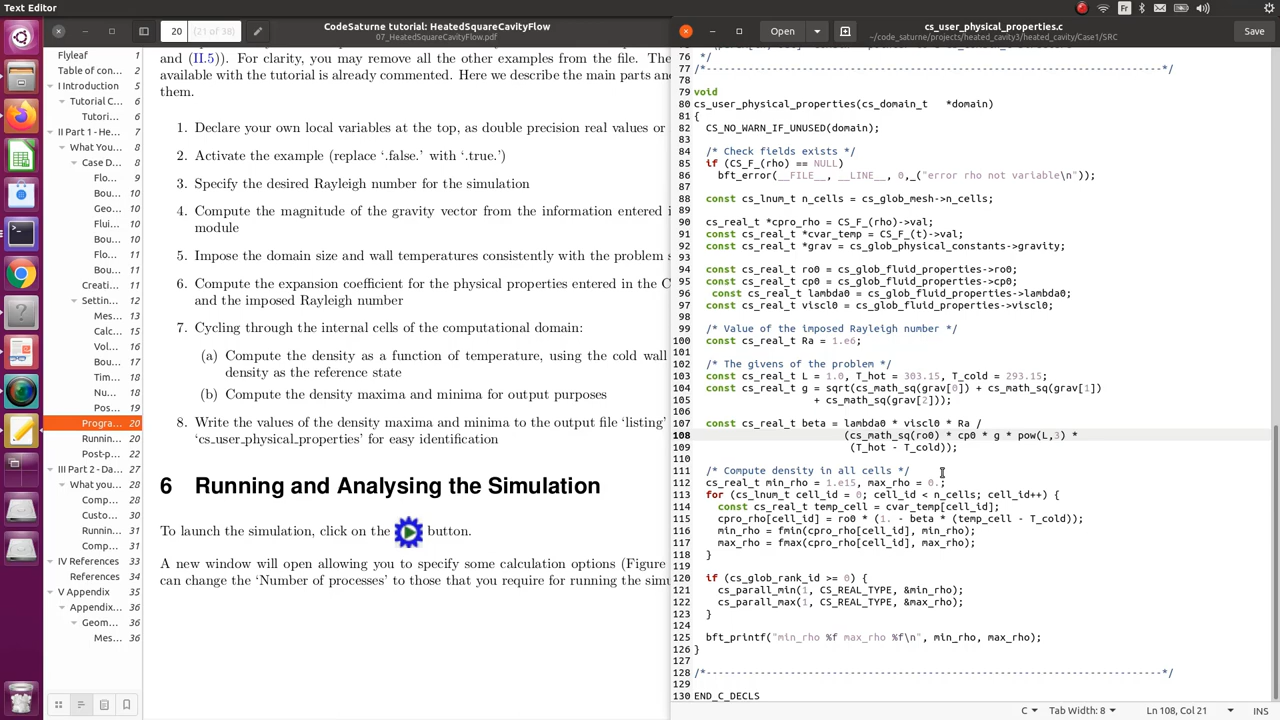 Text Editor
Fr
20
(21 of 38)
CodeSaturne tutorial: HeatedSquareCavityFlow
07_HeatedSquareCavityFlow.pdf
Flyleaf 1
Table of con... 2
I Introduction 5
Tutorial C... 6
Tutori... 6
II Part 1 - He... 7
What You... 8
Case D... 8
Flo... 9
Bou... 9
Geo... 10
Flui... 10
Bou... 10
Flo... 11
Bou... 11
Creati... 11
Settin... 12
Mes... 13
Calc... 15
Vol... 16
Bou... 17
Tim... 18
Nu... 18
Pos... 19
Progra... 20
Runnin... 20
Post-p... 22
III Part 2 - Da... 27
What you... 28
Comp... 28
Custo... 30
Runnin... 31
Comp... 31
IV References 33
References 34
V Appendix 35
Appendix... 36
Geom... 36
Mes... 36
and (II.5)). For clarity, you may remove all the other examples from the file. The
available with the tutorial is already commented. Here we describe the main parts and
them.
1. Declare your own local variables at the top, as double precision real values or
2. Activate the example (replace ‘.false.’ with ‘.true.’)
3. Specify the desired Rayleigh number for the simulation
4. Compute the magnitude of the gravity vector from the information entered i
module
5. Impose the domain size and wall temperatures consistently with the problem s
6. Compute the expansion coefficient for the physical properties entered in the C
and the imposed Rayleigh number
7. Cycling through the internal cells of the computational domain:
(a) Compute the density as a function of temperature, using the cold wall
density as the reference state
(b) Compute the density maxima and minima for output purposes
8. Write the values of the density maxima and minima to the output file ‘listing’
‘cs_user_physical_properties’ for easy identification
6 Running and Analysing the Simulation
To launch the simulation, click on the button.
A new window will open allowing you to specify some calculation options (Figure
can change the ‘Number of processes’ to those that you require for running the simu
Open
cs_user_physical_properties.c
~/code_saturne/projects/heated_cavity3/heated_cavity/Case1/SRC
Save
76 */
77 /*----------------------------------------------------------------------------*/
78
79 void
80 cs_user_physical_properties(cs_domain_t   *domain)
81 {
82   CS_NO_WARN_IF_UNUSED(domain);
83
84   /* Check fields exists */
85   if (CS_F_(rho) == NULL)
86     bft_error(__FILE__, __LINE__, 0,_("error rho not variable\n"));
87
88   const cs_lnum_t n_cells = cs_glob_mesh->n_cells;
89
90   cs_real_t *cpro_rho = CS_F_(rho)->val;
91   const cs_real_t *cvar_temp = CS_F_(t)->val;
92   const cs_real_t *grav = cs_glob_physical_constants->gravity;
93
94   const cs_real_t ro0 = cs_glob_fluid_properties->ro0;
95   const cs_real_t cp0 = cs_glob_fluid_properties->cp0;
96    const cs_real_t lambda0 = cs_glob_fluid_properties->lambda0;
97   const cs_real_t viscl0 = cs_glob_fluid_properties->viscl0;
98
99   /* Value of the imposed Rayleigh number */
100   const cs_real_t Ra = 1.e6;
101
102   /* The givens of the problem */
103   const cs_real_t L = 1.0, T_hot = 303.15, T_cold = 293.15;
104   const cs_real_t g = sqrt(cs_math_sq(grav[0]) + cs_math_sq(grav[1])
105                     + cs_math_sq(grav[2]));
106
107   const cs_real_t beta = lambda0 * viscl0 * Ra /
108                          (cs_math_sq(ro0) * cp0 * g * pow(L,3) *
109                           (T_hot - T_cold));
110
111   /* Compute density in all cells */
112   cs_real_t min_rho = 1.e15, max_rho = 0.;
113   for (cs_lnum_t cell_id = 0; cell_id < n_cells; cell_id++) {
114     const cs_real_t temp_cell = cvar_temp[cell_id];
115     cpro_rho[cell_id] = ro0 * (1. - beta * (temp_cell - T_cold));
116     min_rho = fmin(cpro_rho[cell_id], min_rho);
117     max_rho = fmax(cpro_rho[cell_id], max_rho);
118   }
119
120   if (cs_glob_rank_id >= 0) {
121     cs_parall_min(1, CS_REAL_TYPE, &min_rho);
122     cs_parall_max(1, CS_REAL_TYPE, &max_rho);
123   }
124
125   bft_printf("min_rho %f max_rho %f\n", min_rho, max_rho);
126 }
127
128 /*----------------------------------------------------------------------------*/
129
130 END_C_DECLS
C
Tab Width: 8
Ln 108, Col 21
INS